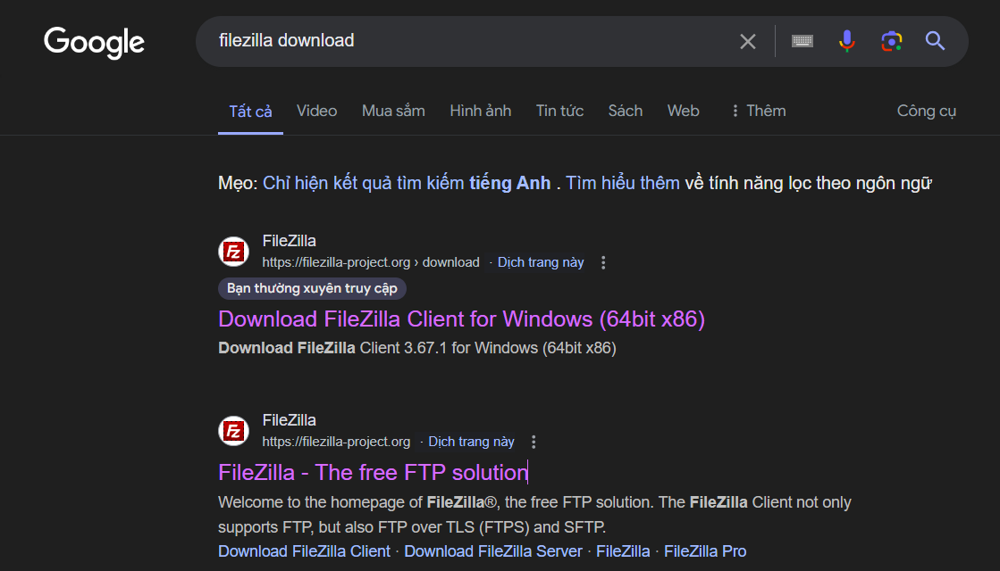 Google
filezilla download
Tất cả Video Mua sắm Hình ảnh Tin tức Sách Web Thêm Công cụ
Mẹo: Chỉ hiện kết quả tìm kiếm tiếng Anh . Tìm hiểu thêm về tính năng lọc theo ngôn ngữ
Fz
FileZilla
https://filezilla-project.org › download · Dịch trang này
Bạn thường xuyên truy cập
Download FileZilla Client for Windows (64bit x86)
Download FileZilla Client 3.67.1 for Windows (64bit x86)
Fz
FileZilla
https://filezilla-project.org · Dịch trang này
FileZilla - The free FTP solution
Welcome to the homepage of FileZilla®, the free FTP solution. The FileZilla Client not only
supports FTP, but also FTP over TLS (FTPS) and SFTP.
Download FileZilla Client · Download FileZilla Server · FileZilla · FileZilla Pro